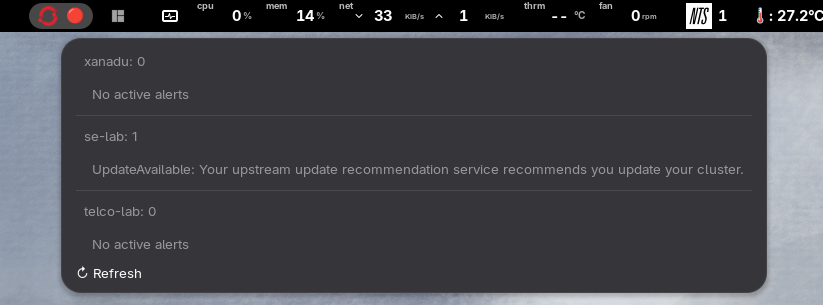 cpu 0 % mem 14 % net 33 KiB/s 1 KiB/s thrm -- °C fan 0 rpm NTS 1 : 27.2°C
xanadu: 0
No active alerts
se-lab: 1
UpdateAvailable: Your upstream update recommendation service recommends you update your cluster.
telco-lab: 0
No active alerts
Refresh